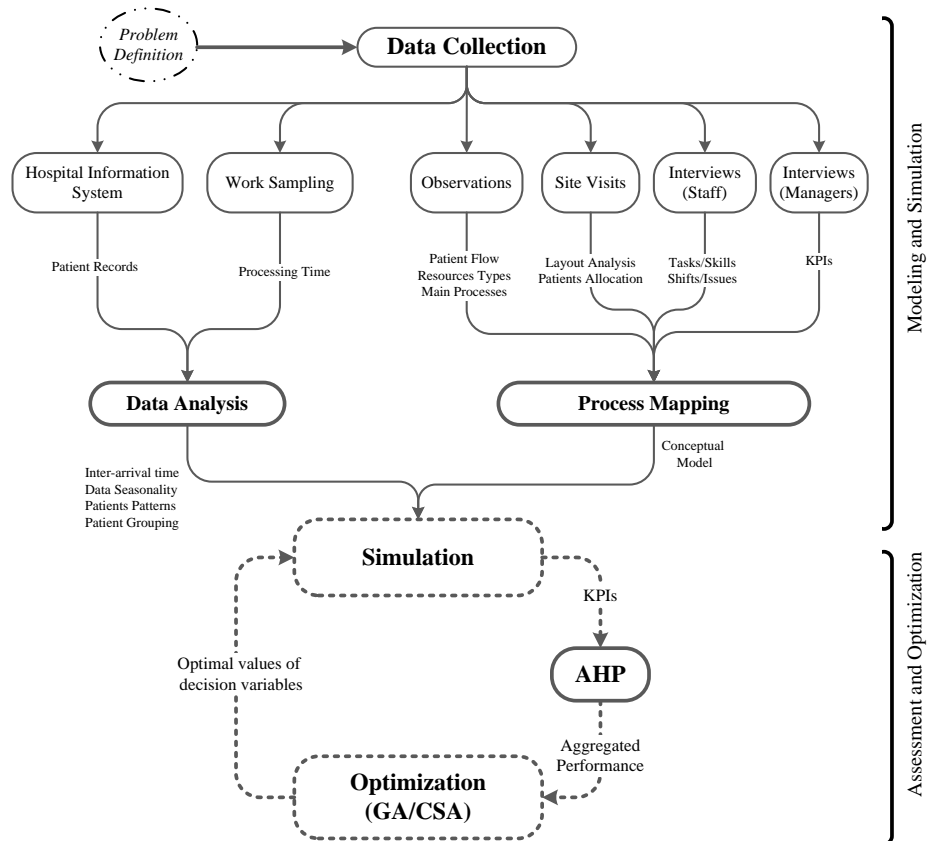 Problem
Definition
Data Collection
Hospital Information
System
Work Sampling
Observations
Site Visits
Interviews
(Staff)
Interviews
(Managers)
Patient Records
Processing Time
Patient Flow
Resources Types
Main Processes
Layout Analysis
Patients Allocation
Tasks/Skills
Shifts/Issues
KPIs
Data Analysis
Process Mapping
Inter-arrival time
Data Seasonality
Patients Patterns
Patient Grouping
Conceptual
Model
Simulation
KPIs
AHP
Optimal values of
decision variables
Aggregated
Performance
Optimization
(GA/CSA)
Modeling and Simulation
Assessment and Optimization